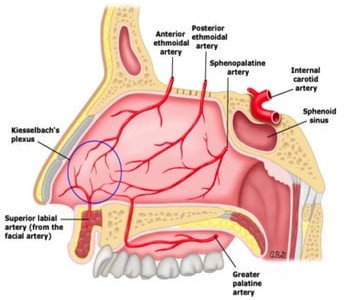 Anterior
ethmoidal
artery
Posterior
ethmoidal
artery
Sphenopalatine
artery
Internal
carotid
artery
Sphenoid
sinus
Kiesselbach's
plexus
Superior labial
artery (from the
facial artery)
Greater
palatine
artery